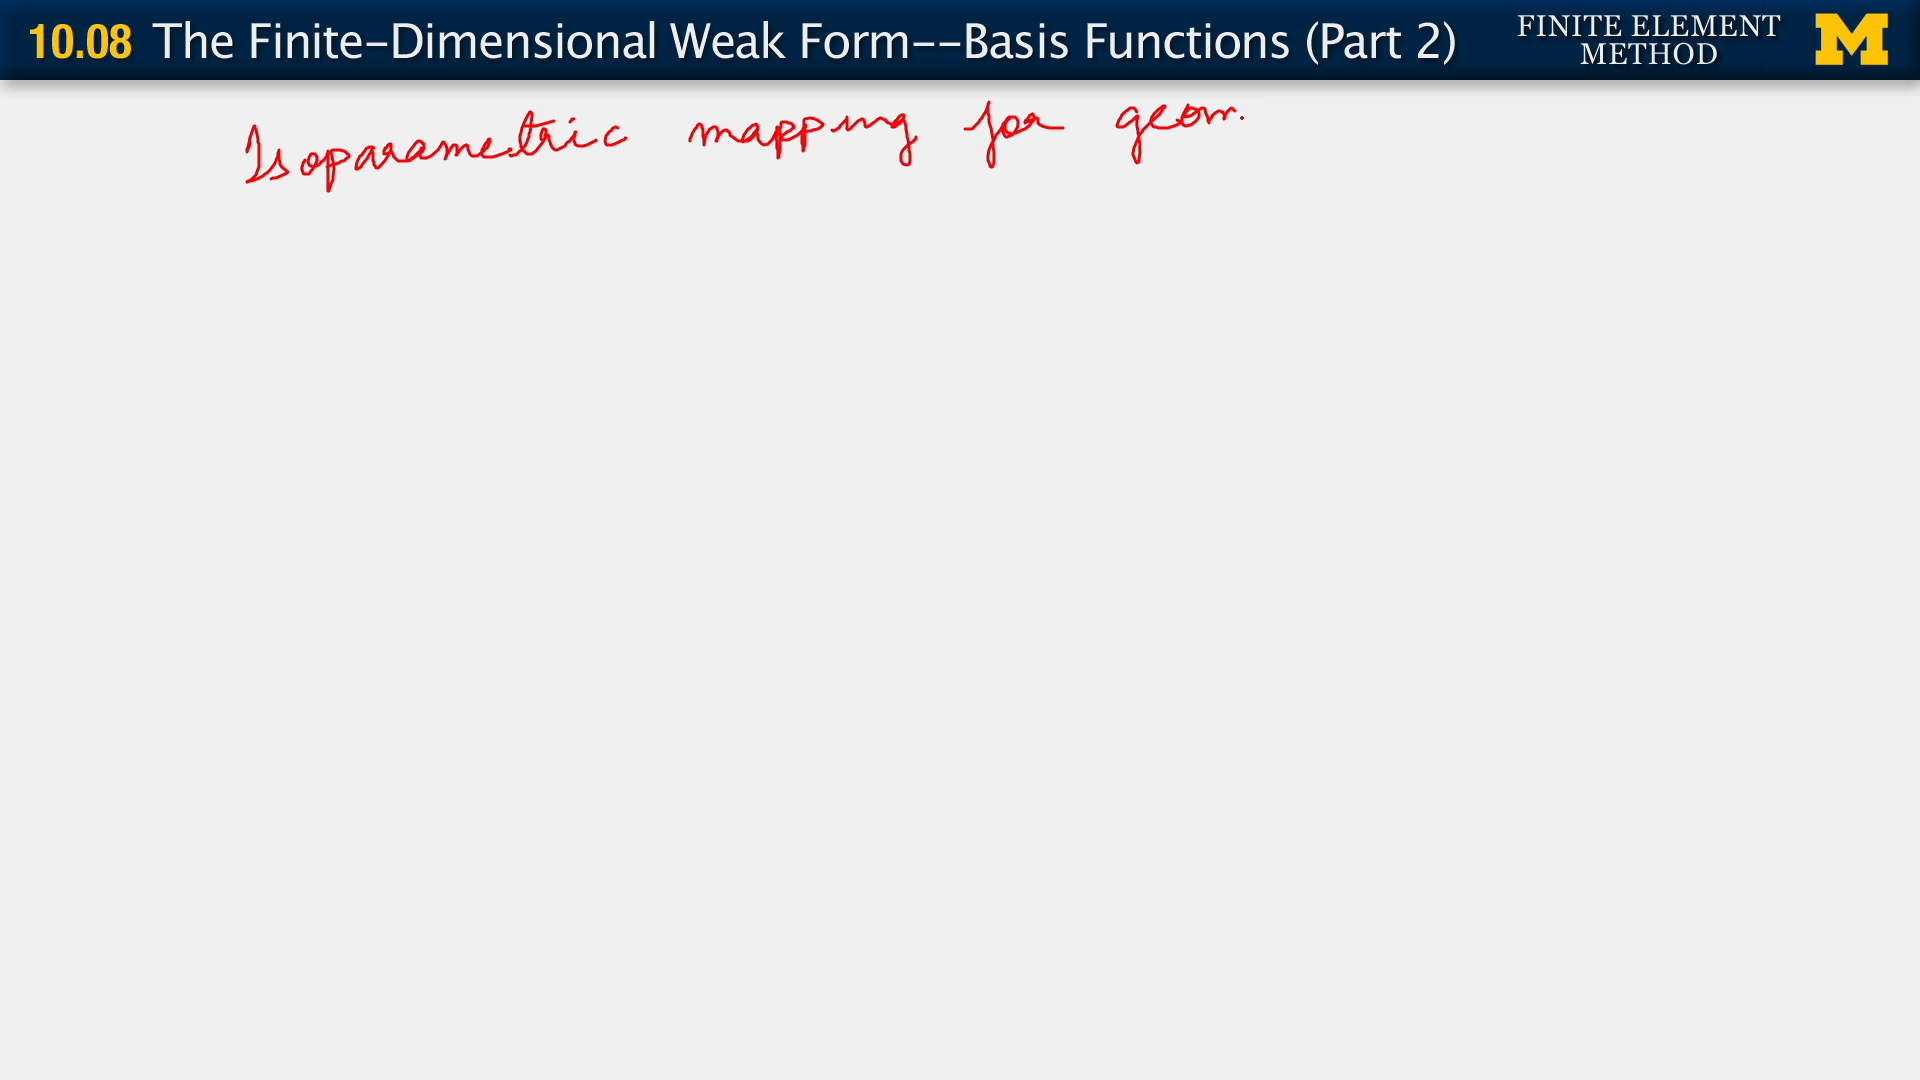 10.08 The Finite-Dimensional Weak Form--Basis Functions (Part 2)
FINITE ELEMENT
METHOD
M
Isoparametric mapping for geom.